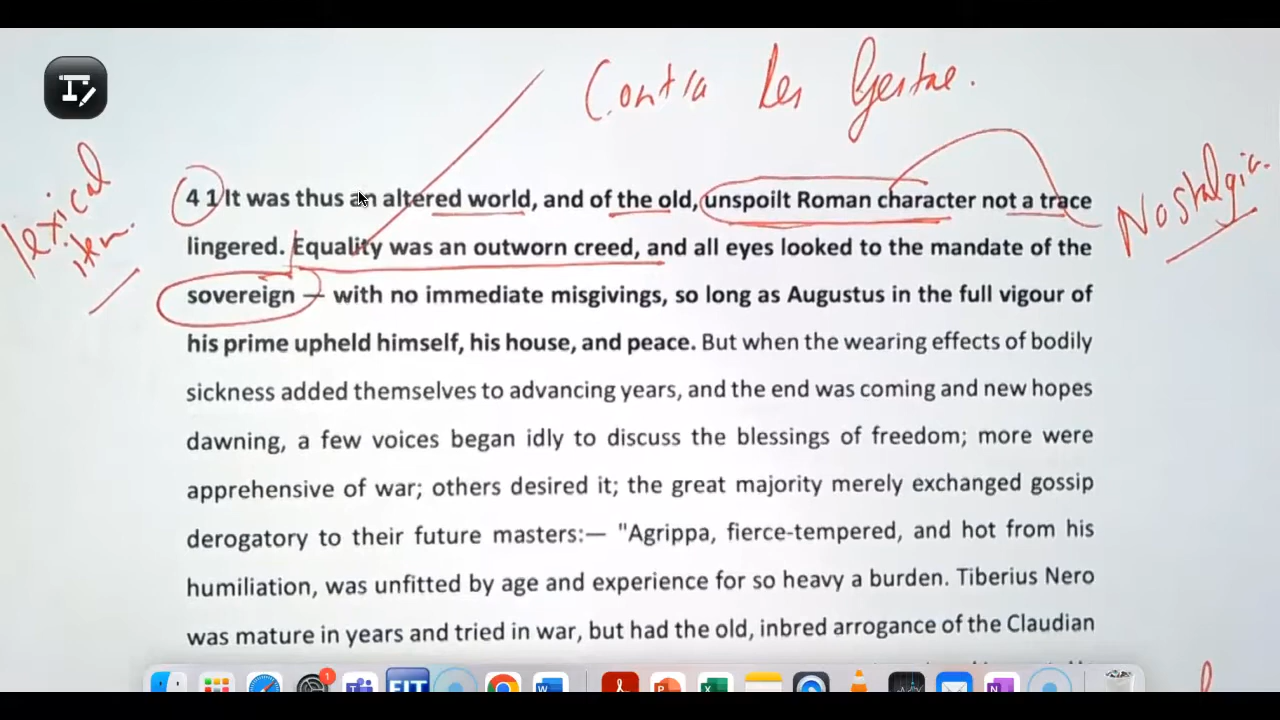 Contra Res Gestae.
lexical
item.
Nostalgia.
4 1 It was thus an altered world, and of the old, unspoilt Roman character not a trace
lingered. Equality was an outworn creed, and all eyes looked to the mandate of the
sovereign — with no immediate misgivings, so long as Augustus in the full vigour of
his prime upheld himself, his house, and peace. But when the wearing effects of bodily
sickness added themselves to advancing years, and the end was coming and new hopes
dawning, a few voices began idly to discuss the blessings of freedom; more were
apprehensive of war; others desired it; the great majority merely exchanged gossip
derogatory to their future masters:— "Agrippa, fierce-tempered, and hot from his
humiliation, was unfitted by age and experience for so heavy a burden. Tiberius Nero
was mature in years and tried in war, but had the old, inbred arrogance of the Claudian